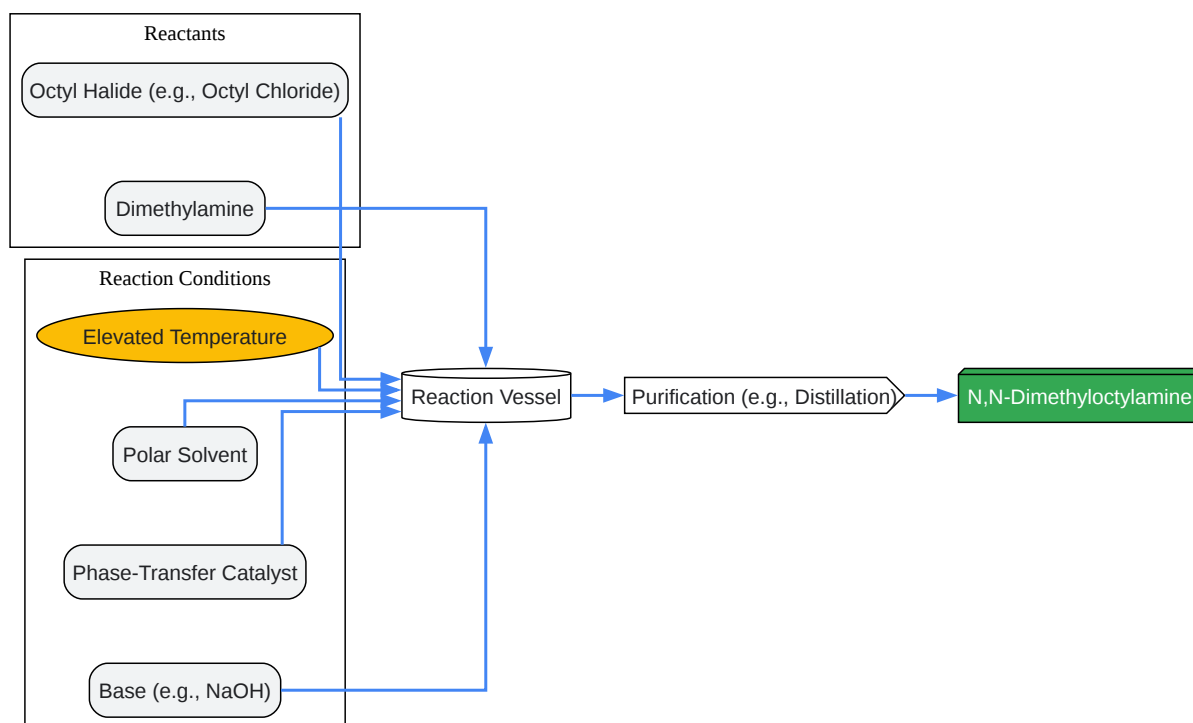 Reactants
Octyl Halide (e.g., Octyl Chloride)
Dimethylamine
Reaction Conditions
Elevated Temperature
Polar Solvent
Phase-Transfer Catalyst
Base (e.g., NaOH)
Reaction Vessel
Purification (e.g., Distillation)
N,N-Dimethyloctylamine